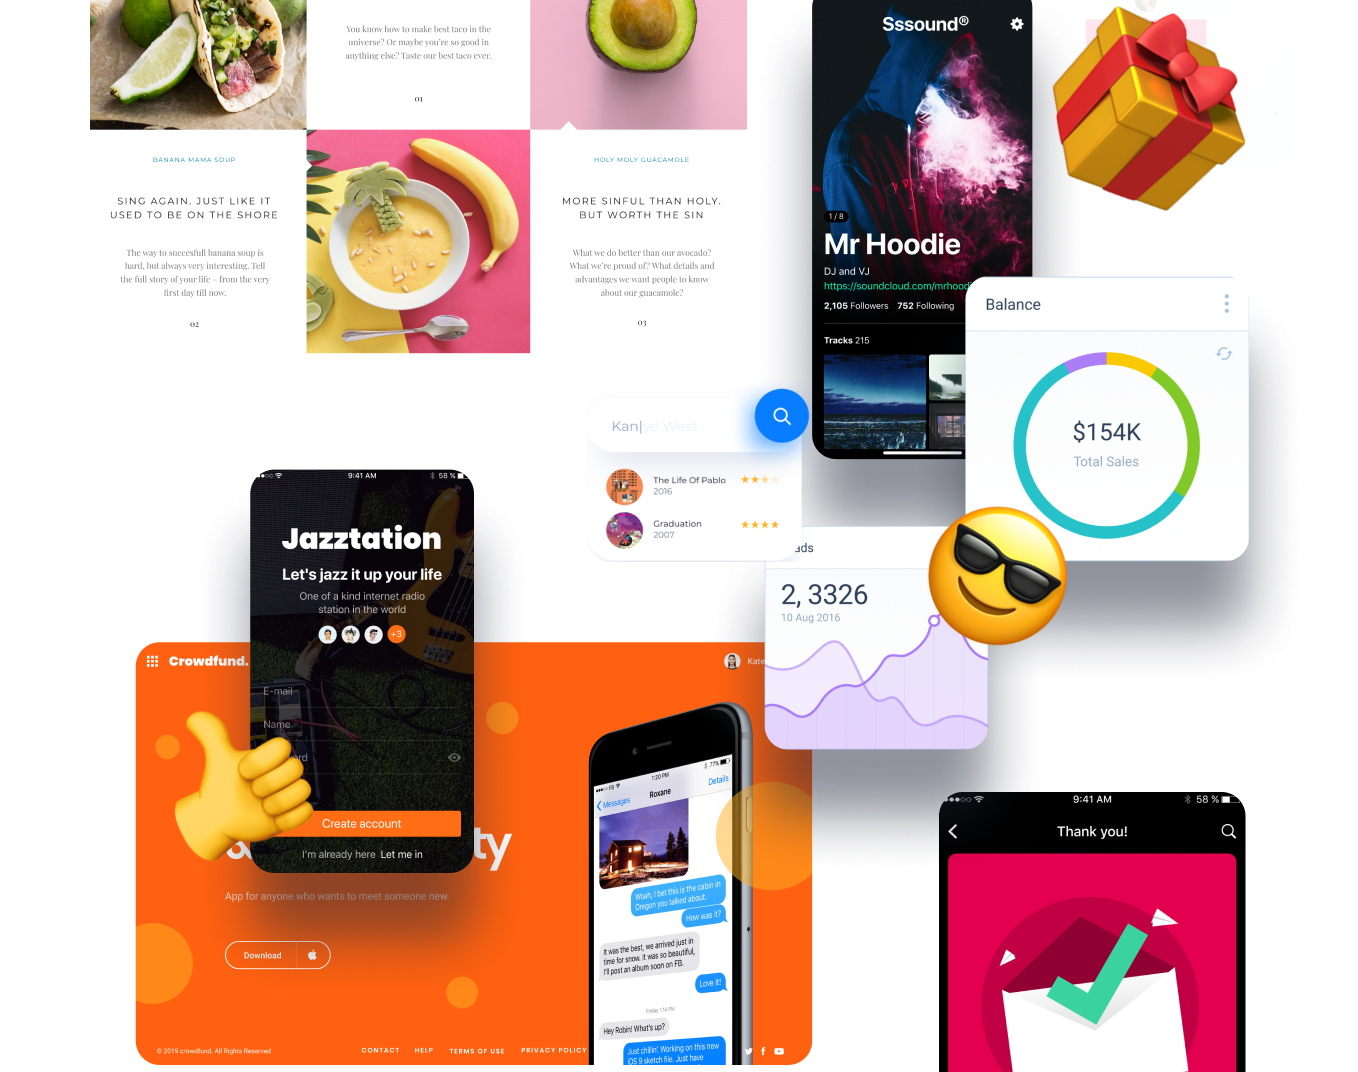 You know how to make best taco in the
universe? Or maybe you're so good in
anything else? Taste our best taco ever.
01
BANANA MAMA SOUP
SING AGAIN. JUST LIKE IT
USED TO BE ON THE SHORE
The way to succesfull banana soup is
hard, but always very interesting. Tell
the full story of your life – from the very
first day till now.
02
HOLY MOLY GUACAMOLE
MORE SINFUL THAN HOLY.
BUT WORTH THE SIN
What we do better than our avocado?
What we're proud of? What details and
advantages we want people to know
about our guacamole?
03
Sssound®
1 / 8
Mr Hoodie
DJ and VJ
https://soundcloud.com/mrhoodi
2,105 Followers 752 Following
Tracks 215
Balance
$154K
Total Sales
Kanye West
The Life Of Pablo
2016
Graduation
2007
ads
2, 3326
10 Aug 2016
9:41 AM 58 %
Jazztation
Let's jazz it up your life
One of a kind internet radio
station in the world
+3
E-mail
Name
rd
Create account
I'm already here Let me in
Crowdfund.
Kate
ty
App for anyone who wants to meet someone new.
Download
© 2019 crowdfund. All Rights Reserved
CONTACT HELP TERMS OF USE PRIVACY POLICY
FB 1:20 PM 77%
Messages Roxane Details
Woah, I bet this is the cabin in
Oregon you talked about.
How was it?
It was the best, we arrived just in
time for snow. It was so beautiful,
I'll post an album soon on FB.
Love it!
Friday 1:14 PM
Hey Robin! What's up?
Just chillin'. Working on this new
iOS 9 sketch file. Just have
9:41 AM 58 %
Thank you!